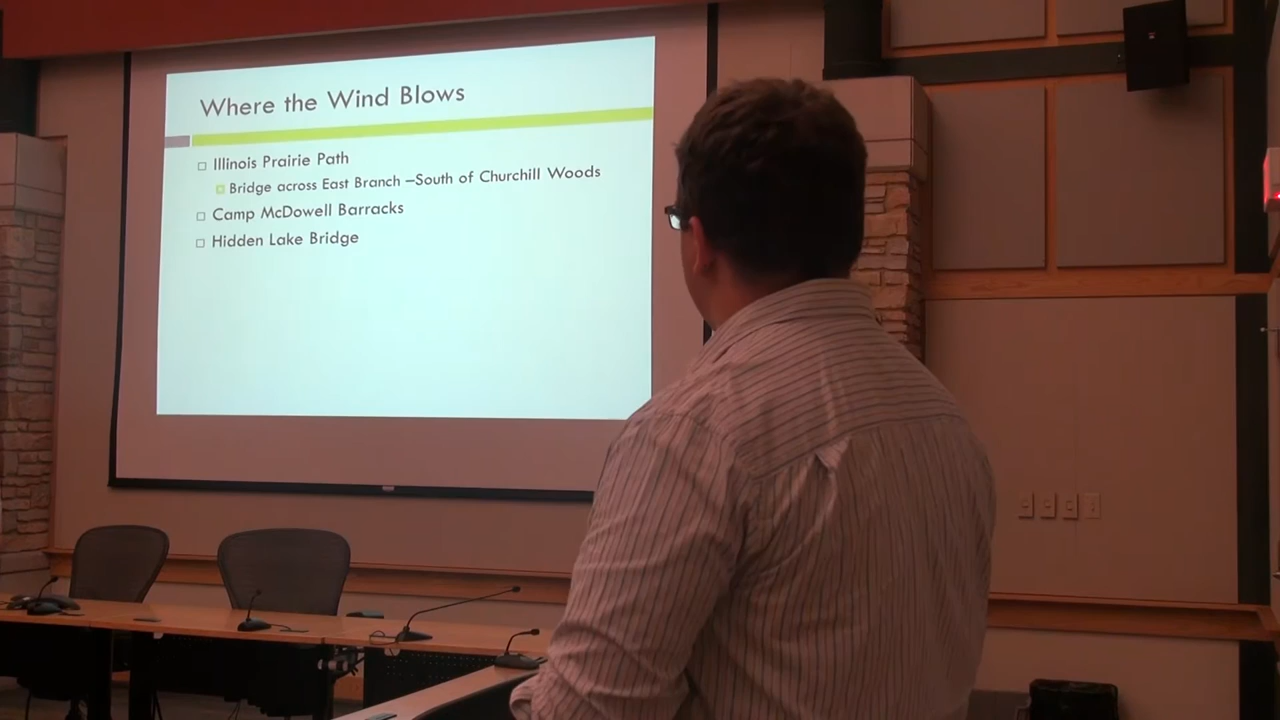 Where the Wind Blows
Illinois Prairie Path
Bridge across East Branch –South of Churchill Woods
Camp McDowell Barracks
Hidden Lake Bridge